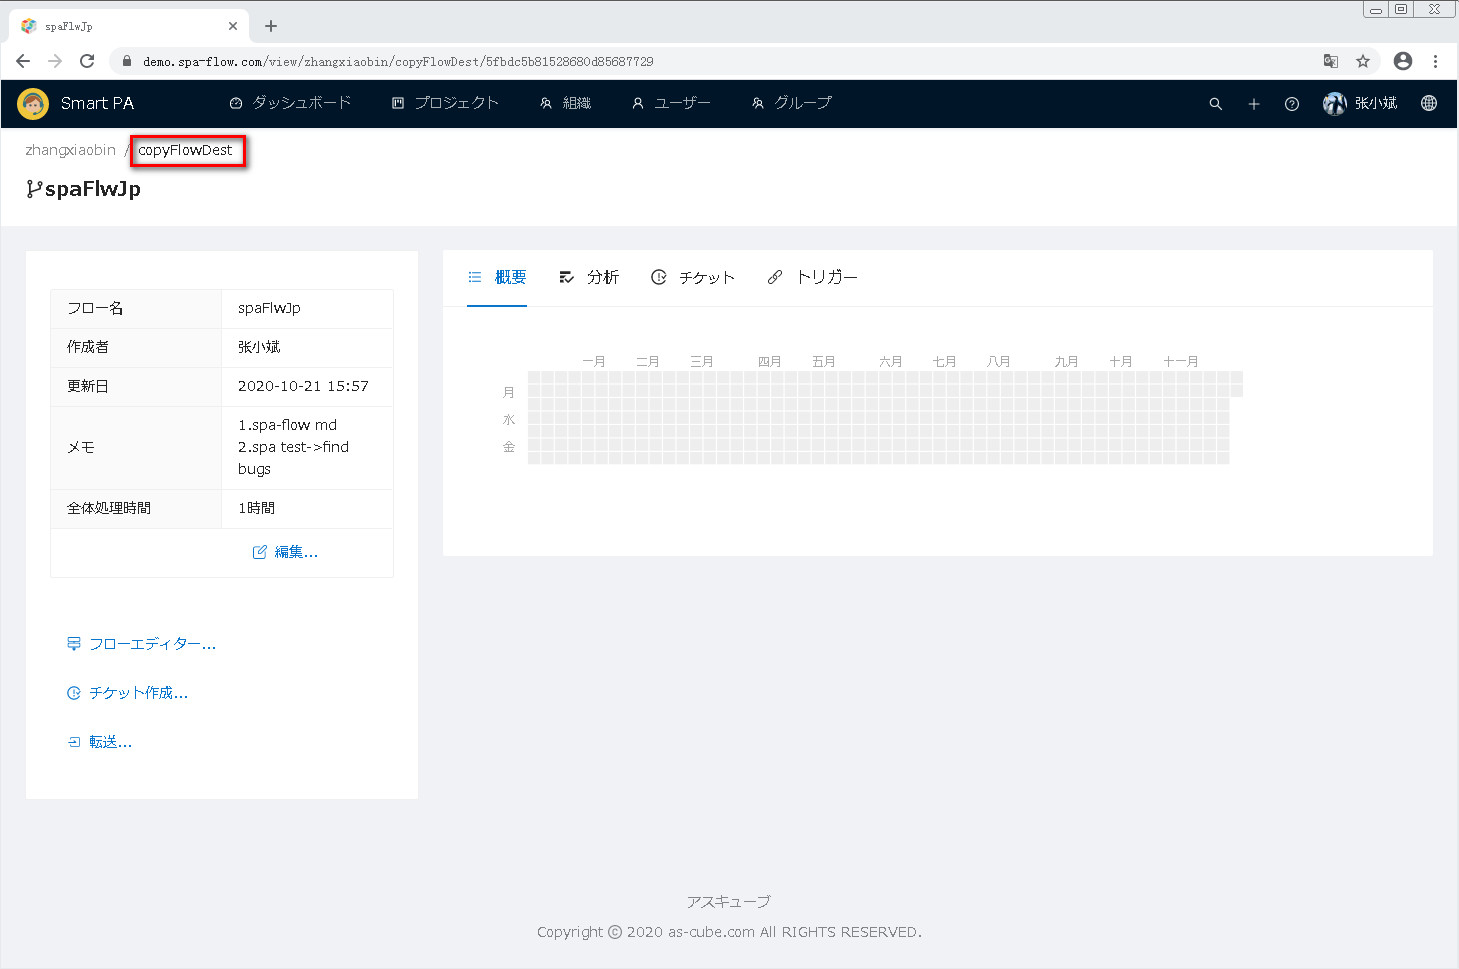 spaFlwJp
demo.spa-flow.com/view/zhangxiaobin/copyFlowDest/5fbdc5b81528680d85687729
Smart PA ダッシュボード プロジェクト 組織 ユーザー グループ 张小斌
zhangxiaobin / copyFlowDest
spaFlwJp
フロー名 spaFlwJp
作成者 张小斌
更新日 2020-10-21 15:57
メモ 1.spa-flow md
2.spa test->find
bugs
全体処理時間 1時間
編集...
フローエディター...
チケット作成...
転送...
概要 分析 チケット トリガー
一月 二月 三月 四月 五月 六月 七月 八月 九月 十月 十一月
月
水
金
アスキューブ
Copyright © 2020 as-cube.com All RIGHTS RESERVED.